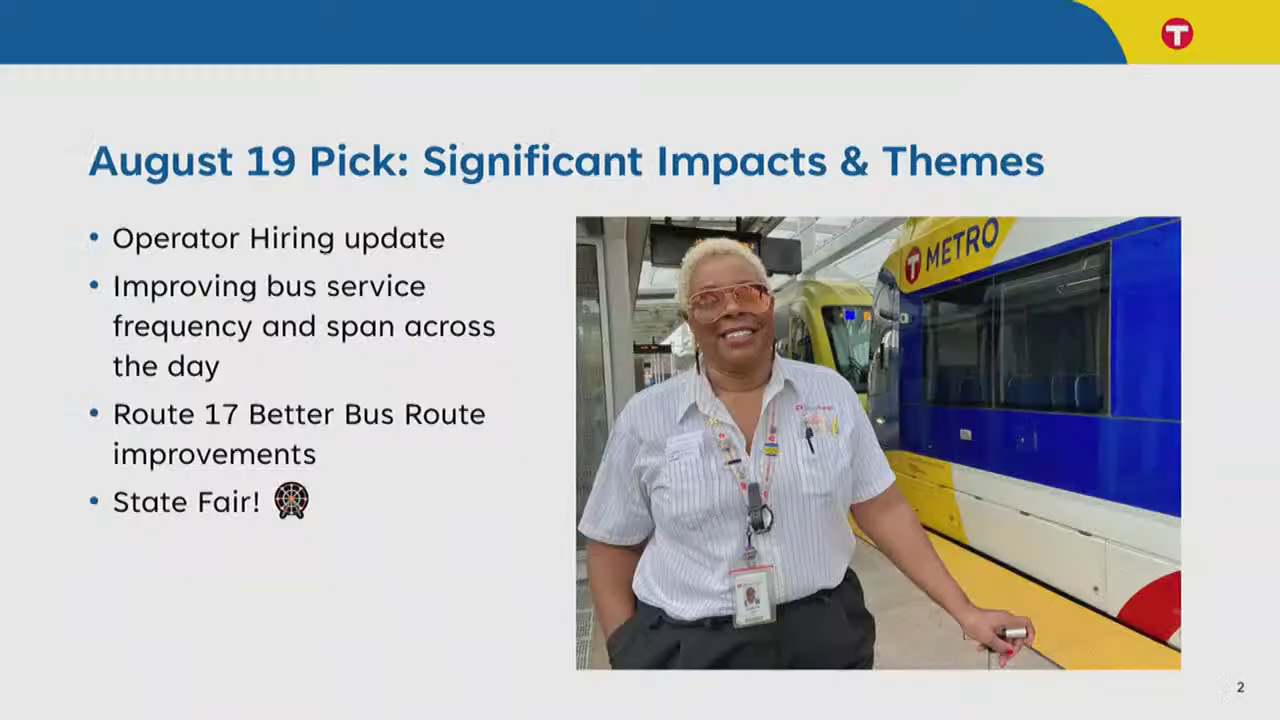 T
August 19 Pick: Significant Impacts & Themes
• Operator Hiring update
• Improving bus service
frequency and span across
the day
• Route 17 Better Bus Route
improvements
• State Fair!
T METRO
2